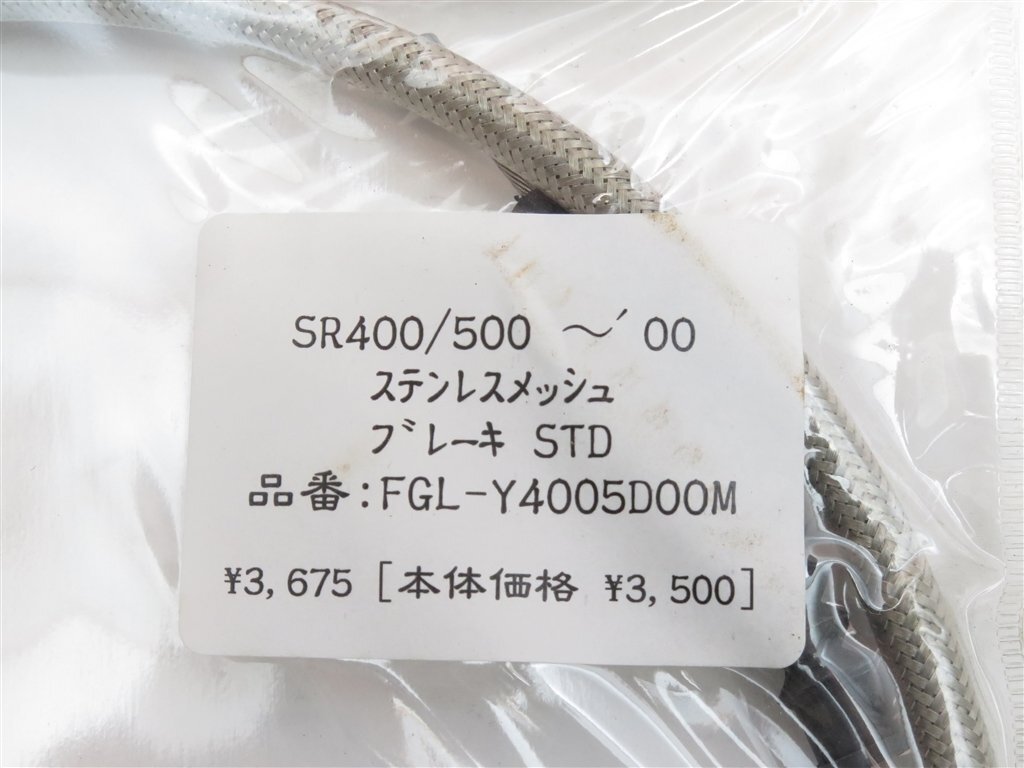 SR400/500 ～'00
ステンレスメッシュ
ブレーキ STD
品番:FGL-Y4005D00M
¥3,675 [本体価格 ¥3,500]